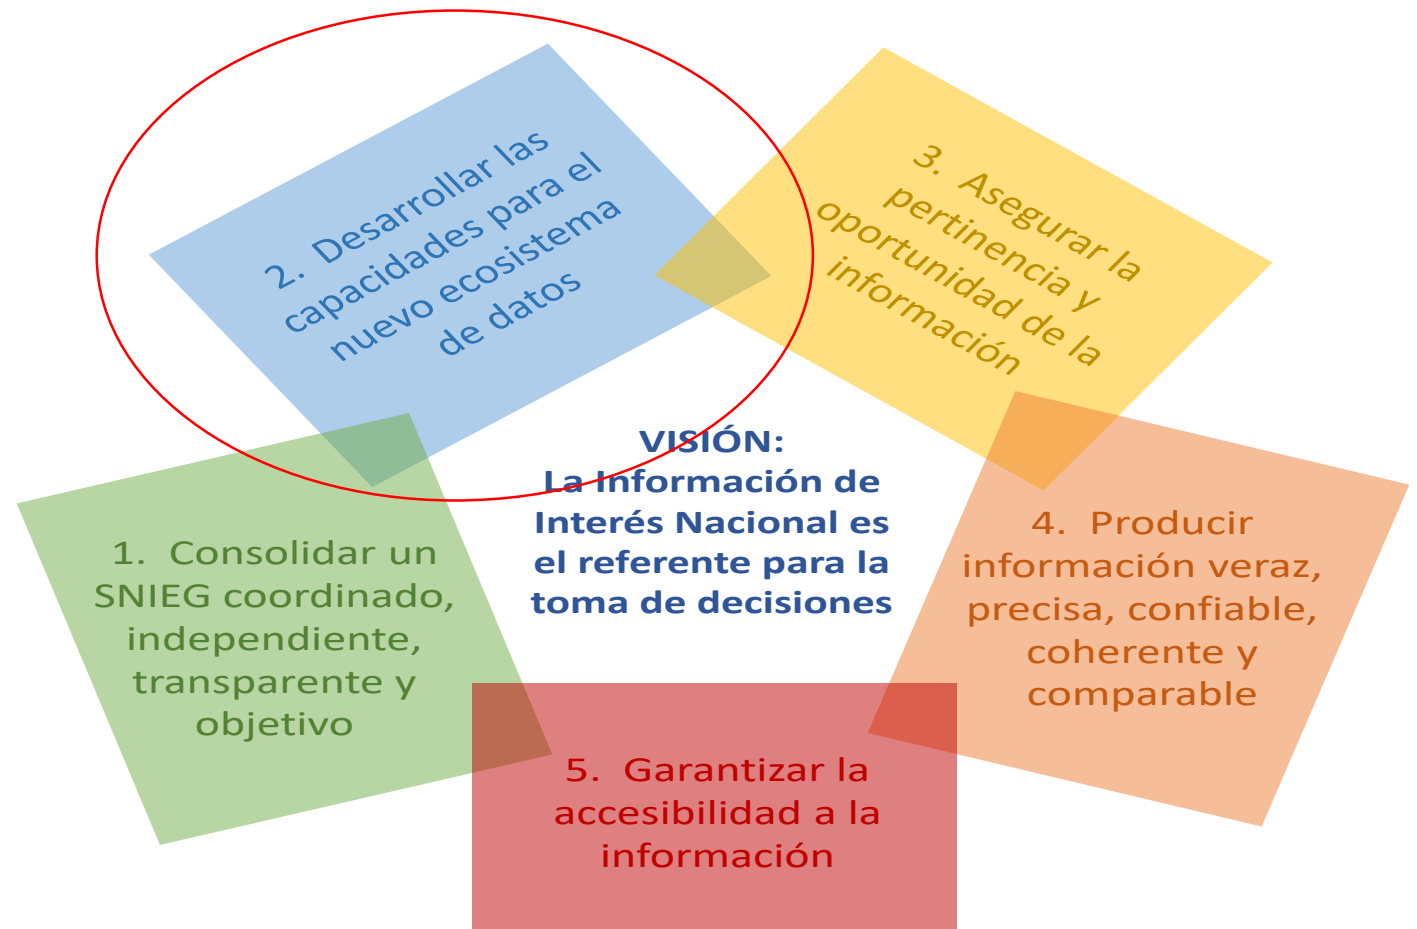 2. Desarrollar las
capacidades para el
nuevo ecosistema
de datos
3. Asegurar la
pertinencia y
oportunidad de la
información
VISIÓN:
La Información de
Interés Nacional es
el referente para la
toma de decisiones
1. Consolidar un
SNIEG coordinado,
independiente,
transparente y
objetivo
4. Producir
información veraz,
precisa, confiable,
coherente y
comparable
5. Garantizar la
accesibilidad a la
información